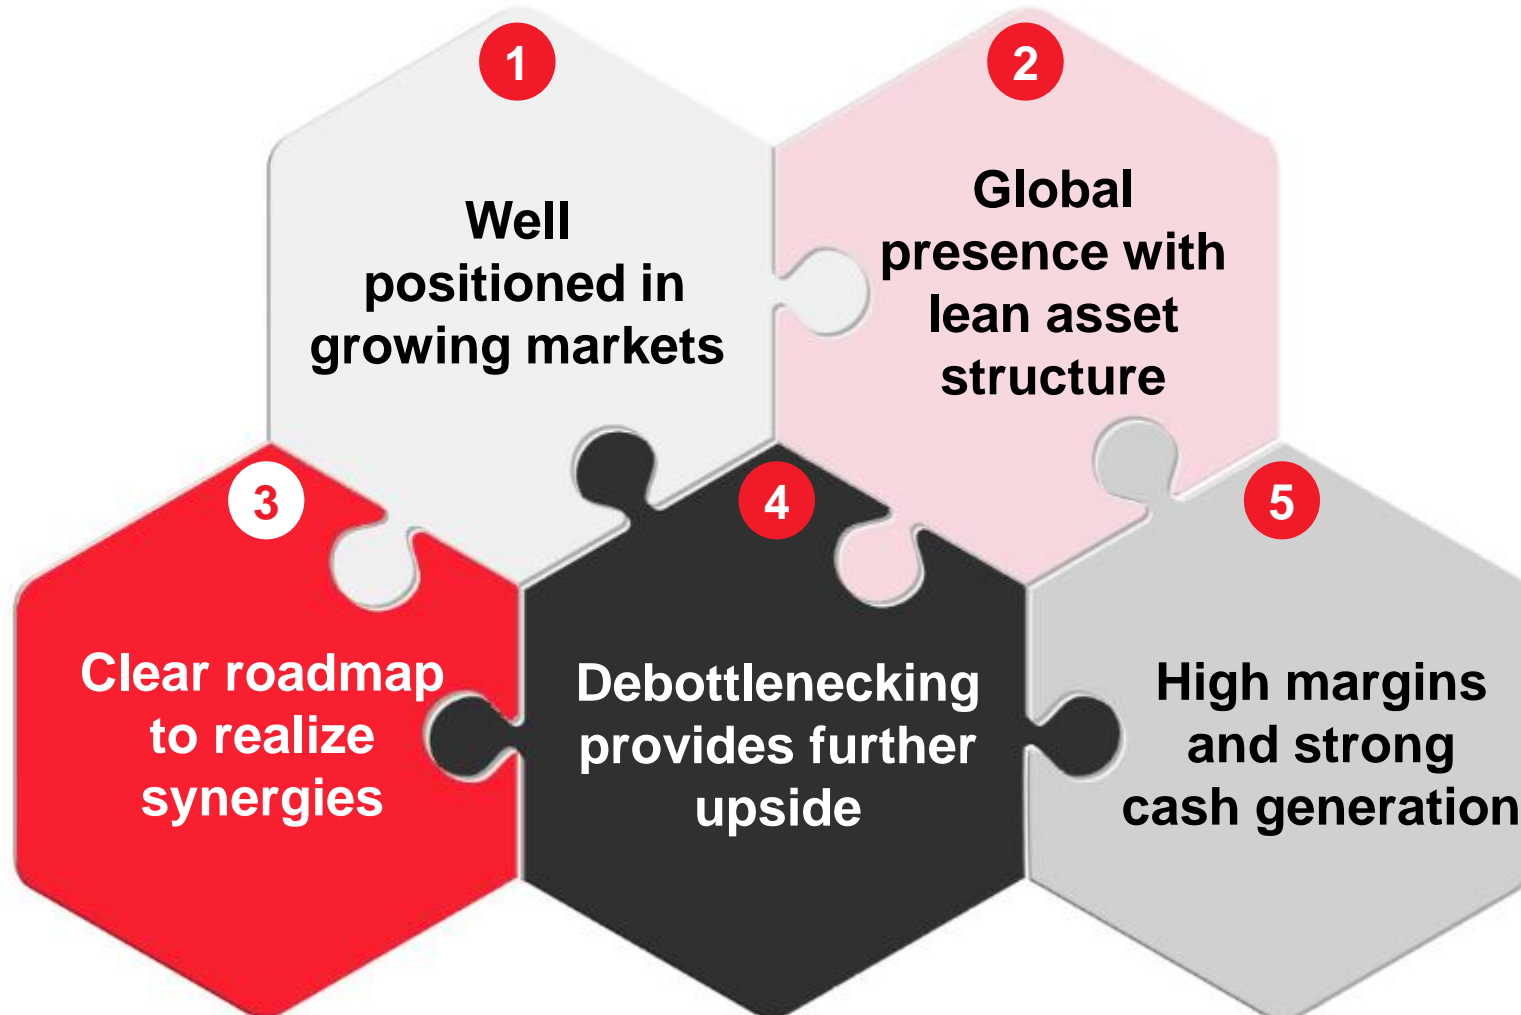 1
Well
positioned in
growing markets
2
Global
presence with
lean asset
structure
3
Clear roadmap
to realize
synergies
4
Debottlenecking
provides further
upside
5
High margins
and strong
cash generation